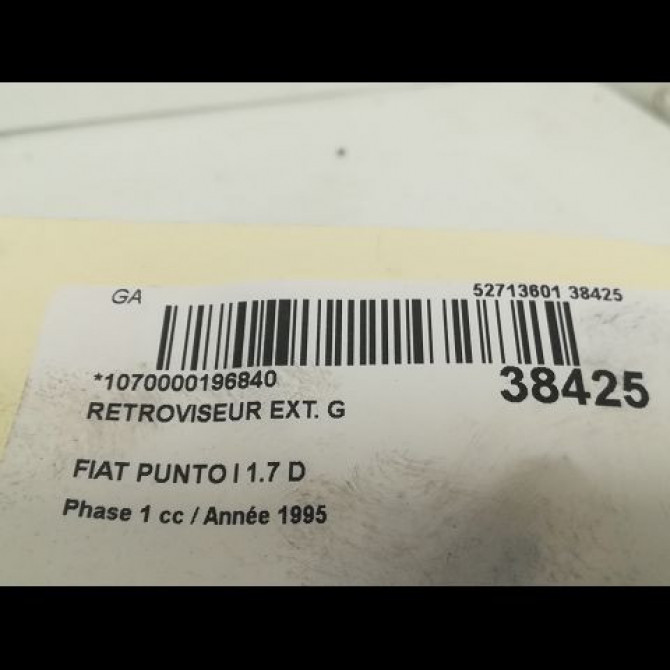 GA
52713601 38425
*1070000196840
38425
RETROVISEUR EXT. G
FIAT PUNTO I 1.7 D
Phase 1 cc / Année 1995